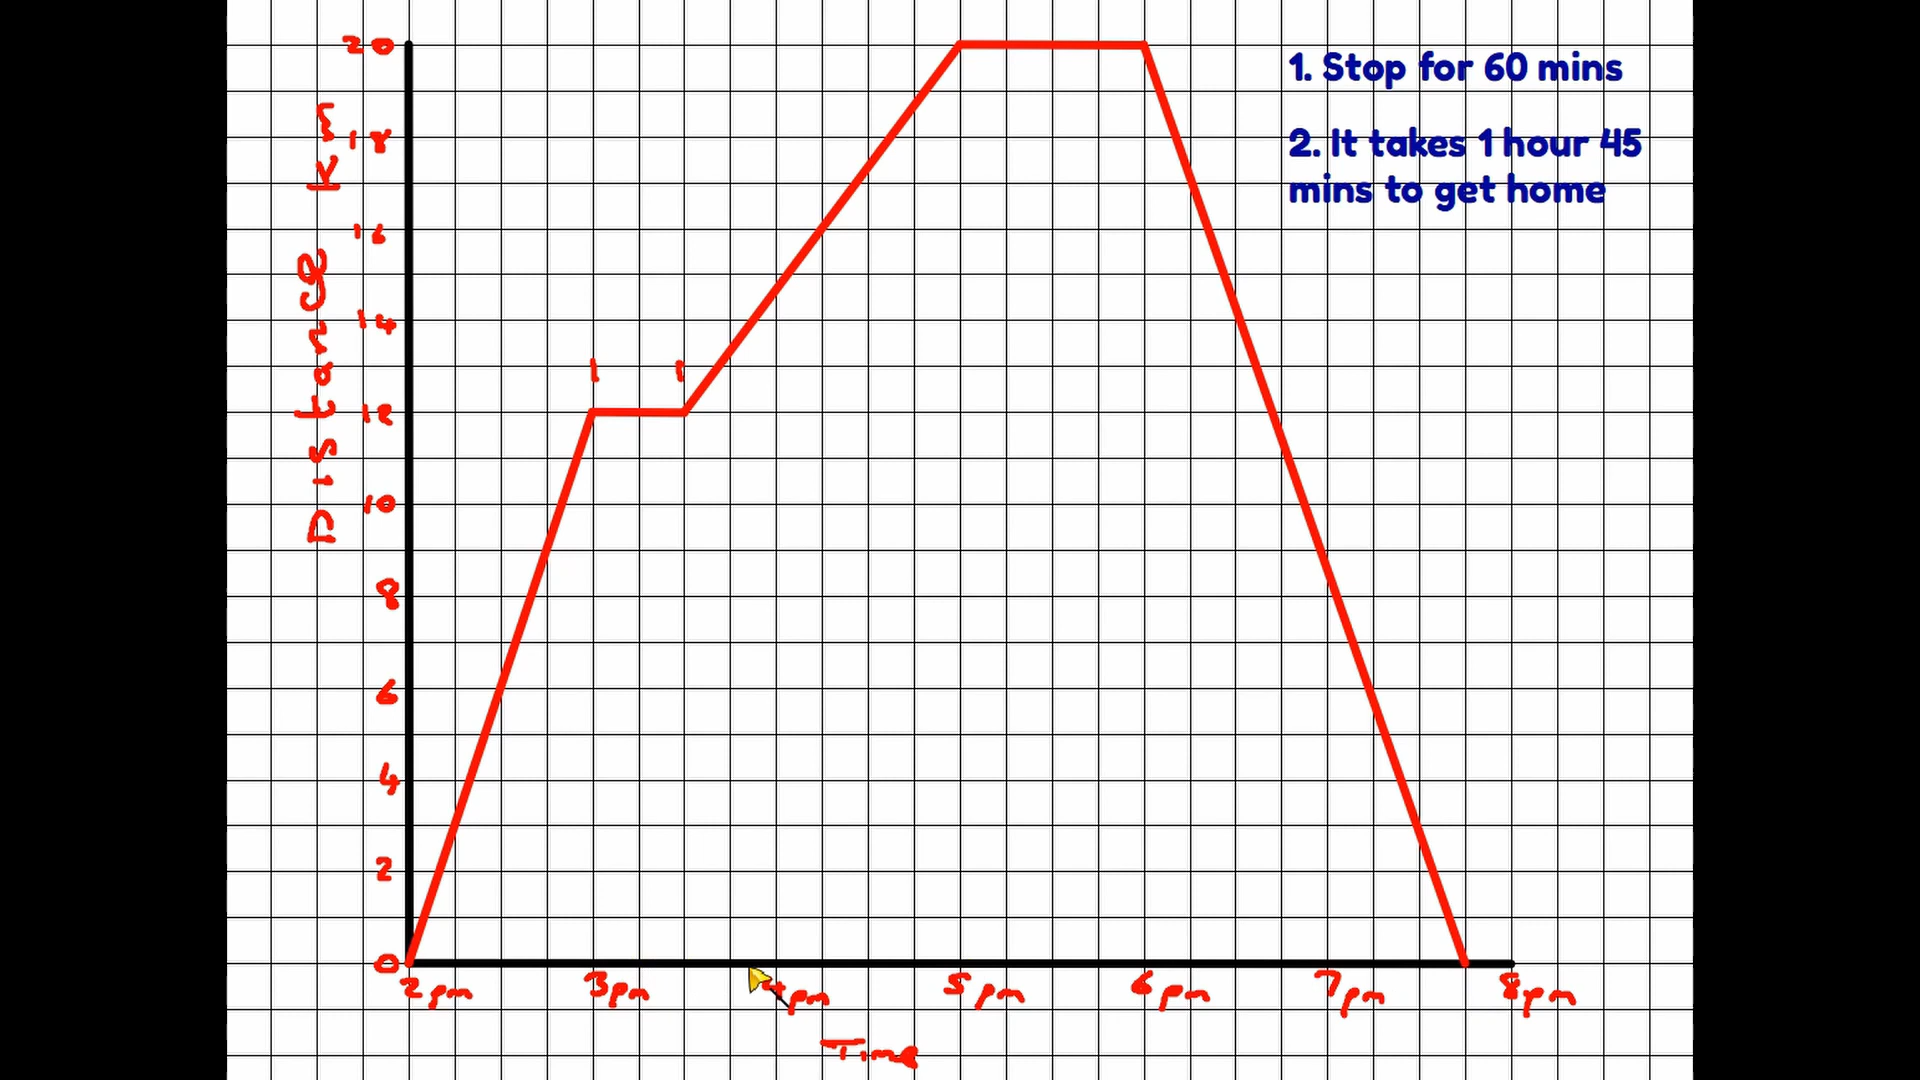 1. Stop for 60 mins
2. It takes 1 hour 45
mins to get home
Distance km
20
18
16
14
12
10
8
6
4
2
0
2pm 3pm 4pm 5pm 6pm 7pm 8pm
Time